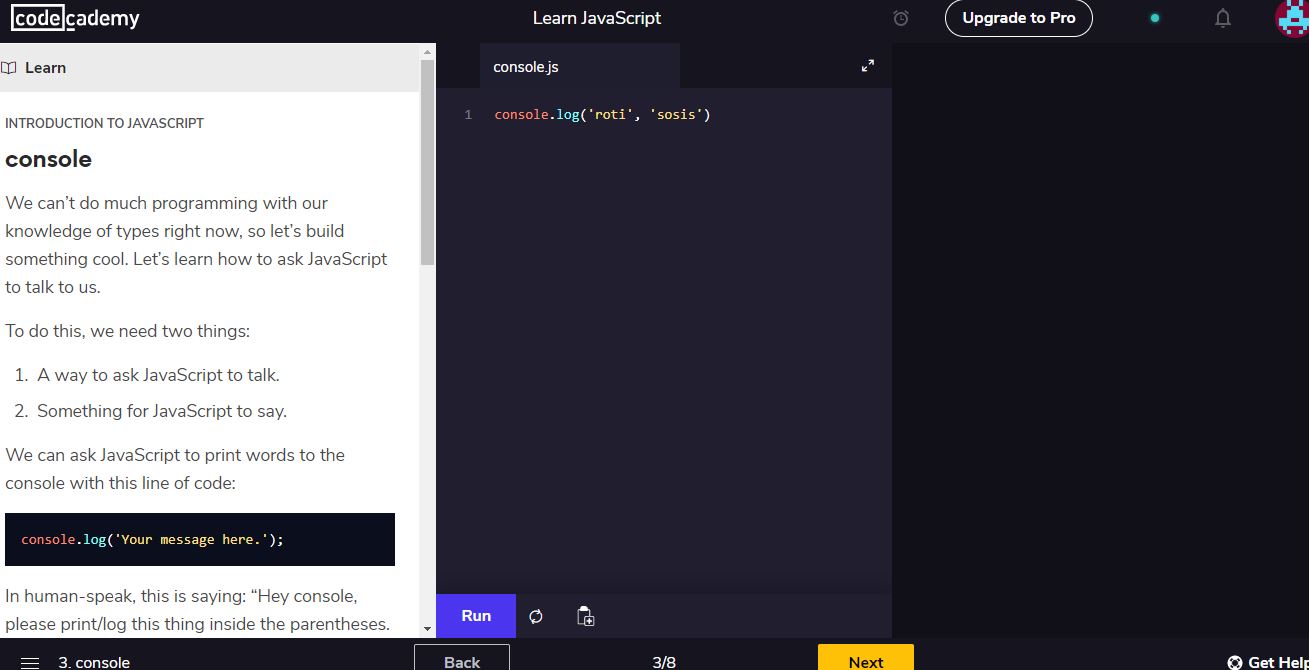 codecademy
Learn JavaScript
Upgrade to Pro
Learn
console.js
1 console.log('roti', 'sosis')
INTRODUCTION TO JAVASCRIPT
console
We can’t do much programming with our
knowledge of types right now, so let’s build
something cool. Let’s learn how to ask JavaScript
to talk to us.
To do this, we need two things:
1. A way to ask JavaScript to talk.
2. Something for JavaScript to say.
We can ask JavaScript to print words to the
console with this line of code:
console.log('Your message here.');
In human-speak, this is saying: “Hey console,
please print/log this thing inside the parentheses.
Run
3. console
Back
3/8
Next
Get Help